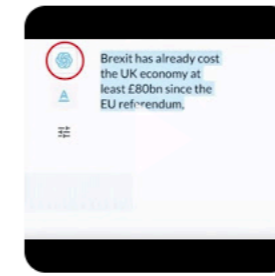 Brexit has already cost
the UK economy at
least £80bn since the
EU referendum,